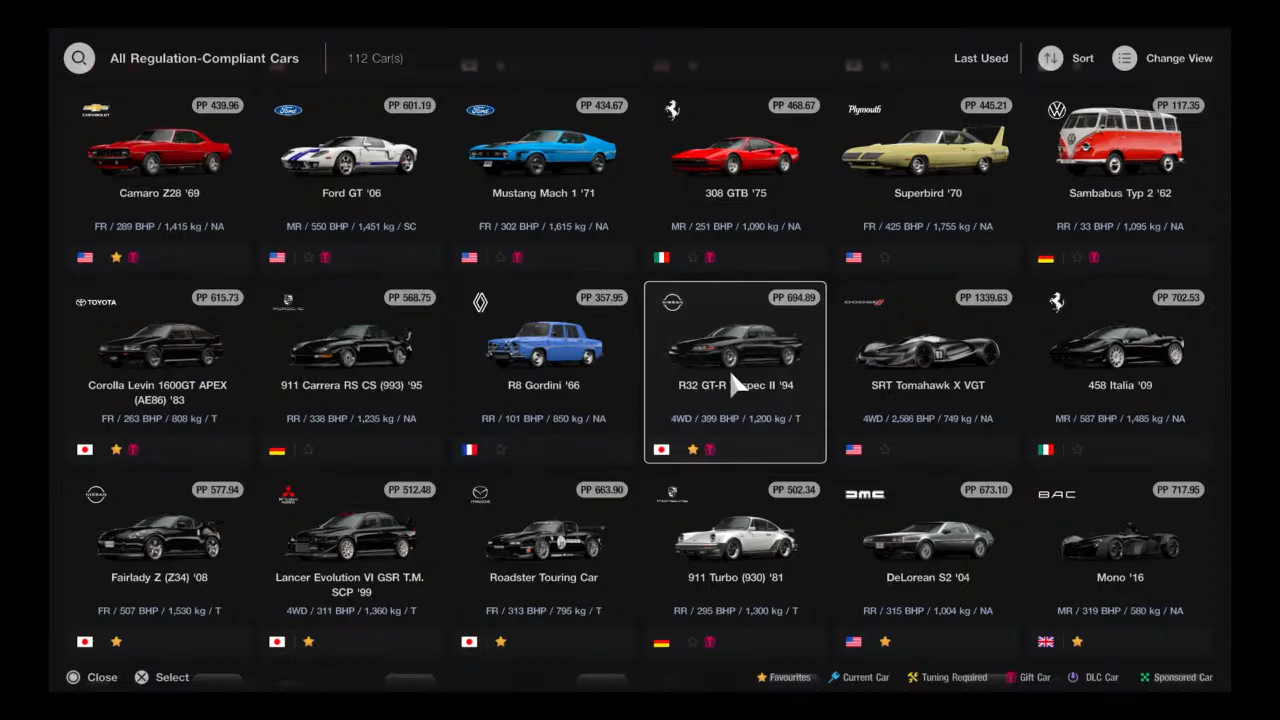 All Regulation-Compliant Cars
112 Car(s)
Last Used
Sort
Change View
CHEVROLET
PP 439.96
Camaro Z28 '69
FR / 289 BHP / 1,415 kg / NA
Ford
PP 601.19
Ford GT '06
MR / 550 BHP / 1,451 kg / SC
Ford
PP 434.67
Mustang Mach 1 '71
FR / 302 BHP / 1,615 kg / NA
PP 468.67
308 GTB '75
MR / 251 BHP / 1,090 kg / NA
Plymouth
PP 445.21
Superbird '70
FR / 425 BHP / 1,755 kg / NA
PP 117.35
Sambabus Typ 2 '62
RR / 33 BHP / 1,095 kg / NA
TOYOTA
PP 615.73
Corolla Levin 1600GT APEX
(AE86) '83
FR / 263 BHP / 808 kg / T
PORSCHE
PP 568.75
911 Carrera RS CS (993) '95
RR / 338 BHP / 1,235 kg / NA
PP 357.95
R8 Gordini '66
RR / 101 BHP / 850 kg / NA
NISSAN
PP 694.89
R32 GT-R pec II '94
4WD / 399 BHP / 1,200 kg / T
DODGE
PP 1339.63
SRT Tomahawk X VGT
4WD / 2,586 BHP / 749 kg / NA
PP 702.53
458 Italia '09
MR / 587 BHP / 1,485 kg / NA
NISSAN
PP 577.94
Fairlady Z (Z34) '08
FR / 507 BHP / 1,530 kg / T
PP 512.48
Lancer Evolution VI GSR T.M.
SCP '99
4WD / 311 BHP / 1,360 kg / T
mazda
PP 663.90
Roadster Touring Car
FR / 313 BHP / 795 kg / T
PORSCHE
PP 502.34
911 Turbo (930) '81
RR / 295 BHP / 1,300 kg / T
DMC
PP 673.10
DeLorean S2 '04
RR / 315 BHP / 1,004 kg / NA
BAC
PP 717.95
Mono '16
MR / 319 BHP / 580 kg / NA
Close
Select
Favourites
Current Car
Tuning Required
Gift Car
DLC Car
Sponsored Car